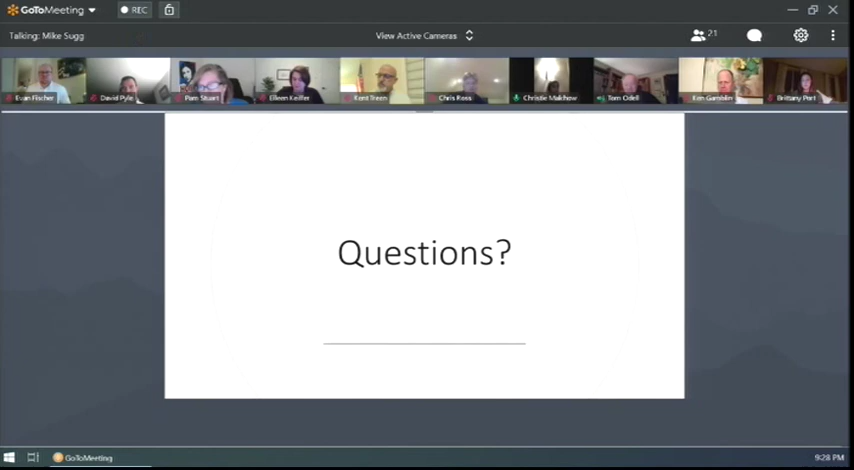 GoToMeeting
REC
Talking: Mike Sugg
View Active Cameras
21
Evan Fischer
David Pyle
Pam Stuart
Eileen Keiffer
Kent Treen
Chris Ross
Christie Malchow
Tom Odell
Ken Gamblin
Brittany Port
Questions?
GoToMeeting
9:28 PM